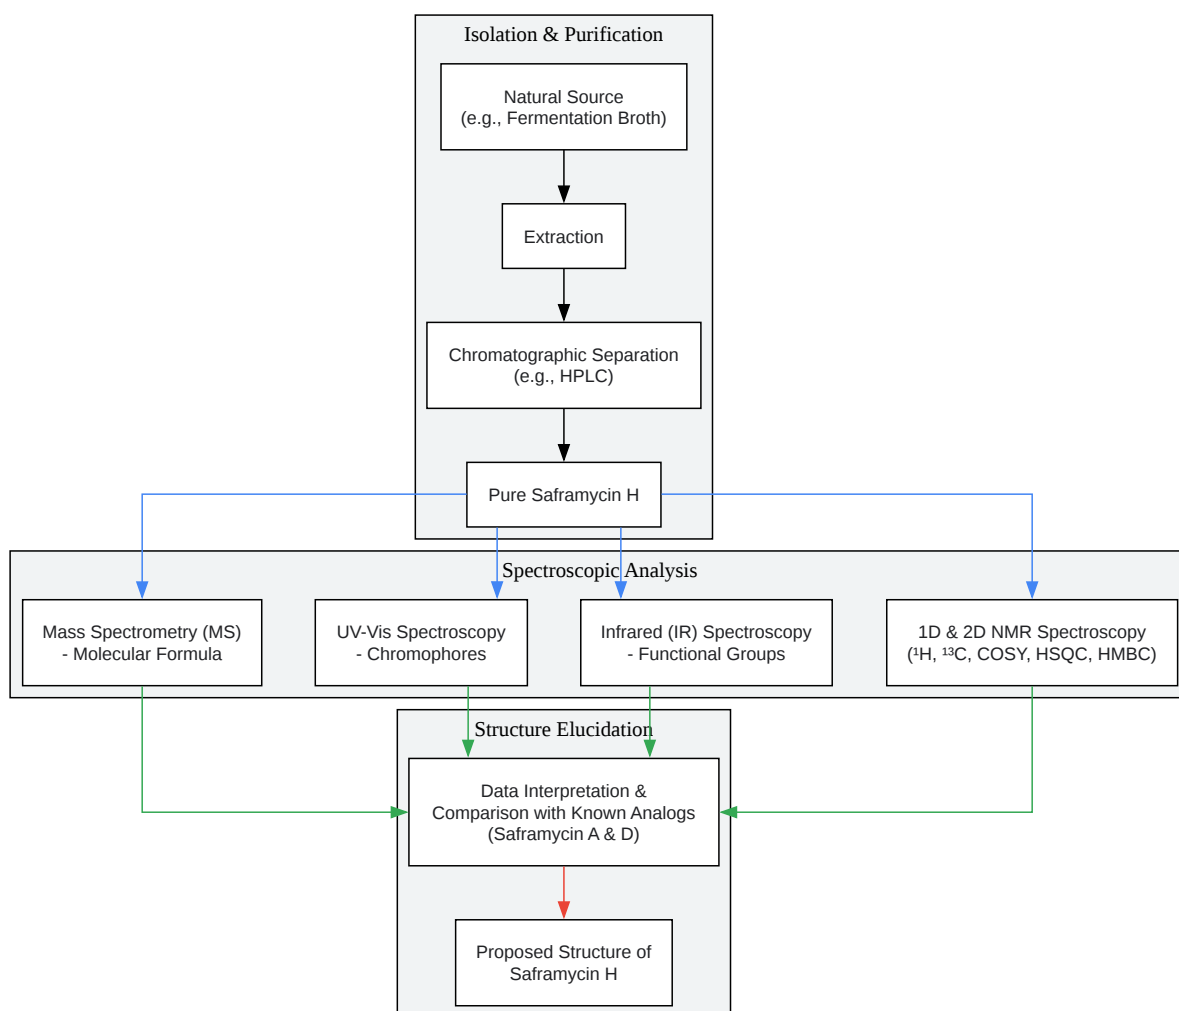 Isolation & Purification
Natural Source
(e.g., Fermentation Broth)
Extraction
Chromatographic Separation
(e.g., HPLC)
Pure Saframycin H
Spectroscopic Analysis
Mass Spectrometry (MS)
- Molecular Formula
UV-Vis Spectroscopy
- Chromophores
Infrared (IR) Spectroscopy
- Functional Groups
1D & 2D NMR Spectroscopy
(¹H, ¹³C, COSY, HSQC, HMBC)
Structure Elucidation
Data Interpretation &
Comparison with Known Analogs
(Saframycin A & D)
Proposed Structure of
Saframycin H